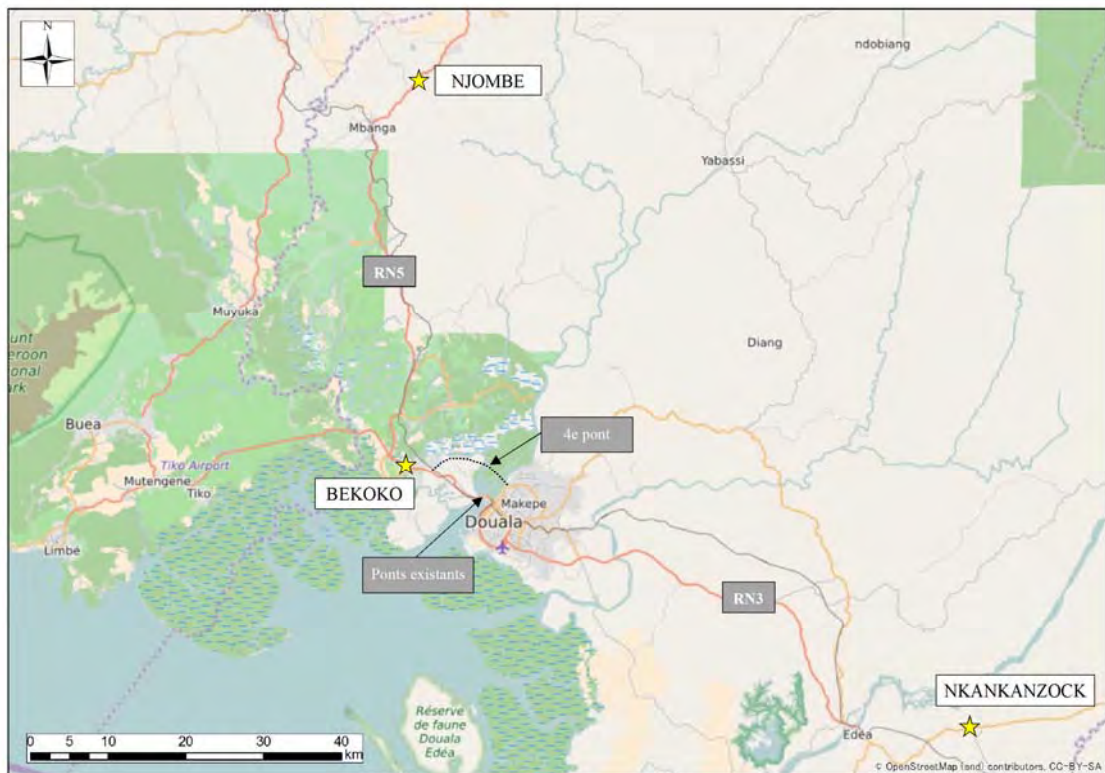 N
NJOMBE
ndobiang
Mbanga
Yabassi
RN5
Muyuka
Diang
Buea
4e pont
Tiko Airport
Mutengene
Tiko
BEKOKO
Makepe
Douala
Limbé
Ponts existants
RN3
NKANKANZOCK
Réserve
de faune
Douala
Edéa
Edéa
0 5 10 20 30 40
km
© OpenStreetMap (and) contributors, CC-BY-SA